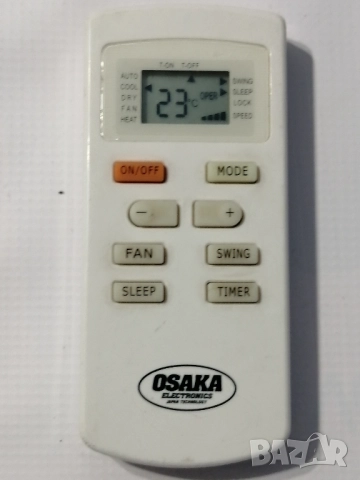 T-ON T-OFF
AUTO
COOL
DRY
FAN
HEAT
23°C OPER
SWING
SLEEP
LOCK
SPEED
ON/OFF MODE
- +
FAN SWING
SLEEP TIMER
OSAKA
ELECTRONICS
JAPAN TECHNOLOGY
BAZAR